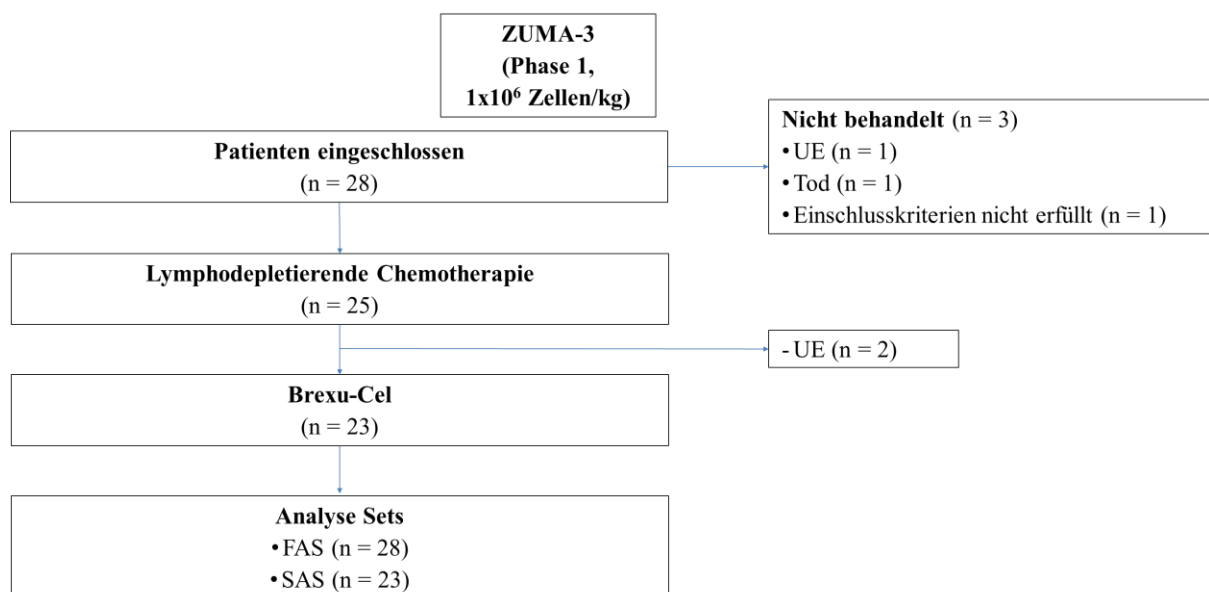 ZUMA-3
(Phase 1,
1x10⁶ Zellen/kg)
Patienten eingeschlossen
(n = 28)
Nicht behandelt (n = 3)
•UE (n = 1)
•Tod (n = 1)
•Einschlusskriterien nicht erfüllt (n = 1)
Lymphodepletierende Chemotherapie
(n = 25)
- UE (n = 2)
Brexu-Cel
(n = 23)
Analyse Sets
•FAS (n = 28)
•SAS (n = 23)